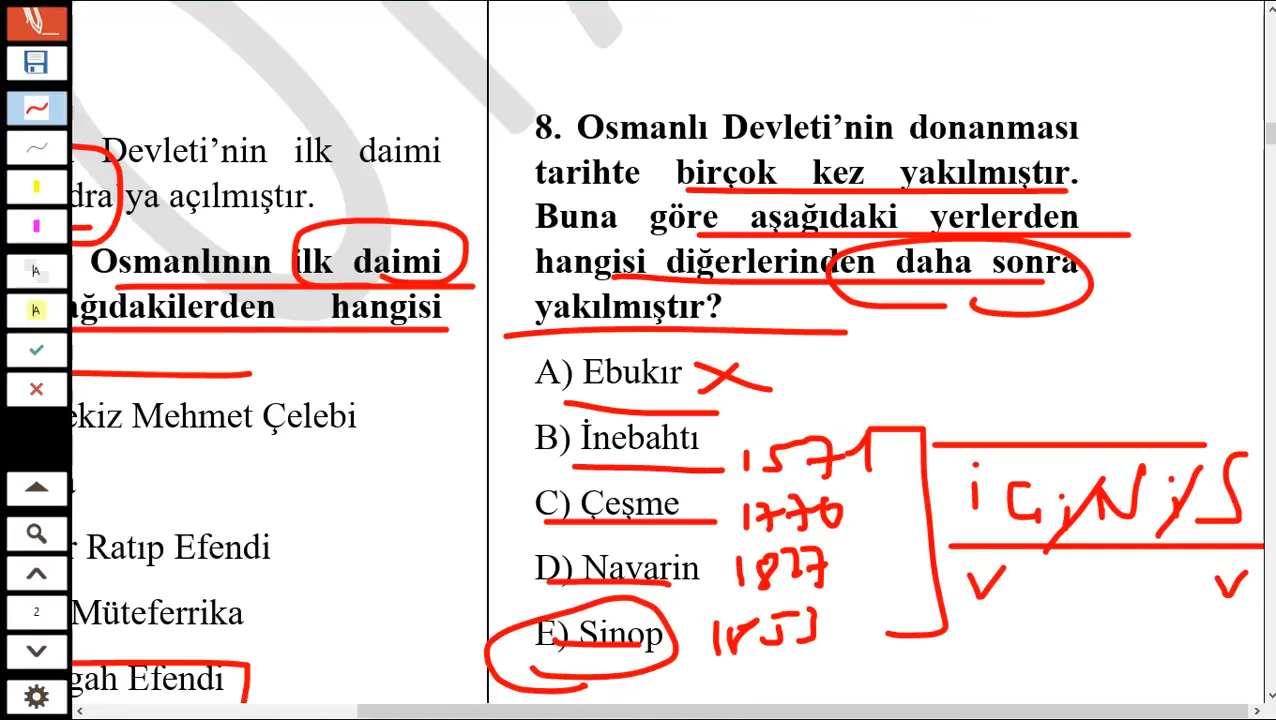 Devleti’nin ilk daimi
dra’ya açılmıştır.
Osmanlının ilk daimi
ağıdakilerden hangisi
ekiz Mehmet Çelebi
a
r Ratıp Efendi
Müteferrika
gah Efendi
8. Osmanlı Devleti’nin donanması
tarihte birçok kez yakılmıştır.
Buna göre aşağıdaki yerlerden
hangisi diğerlerinden daha sonra
yakılmıştır?
A) Ebukır
B) İnebahtı 1571
C) Çeşme 1770
D) Navarin 1827
E) Sinop 1853
İÇiNiS
2